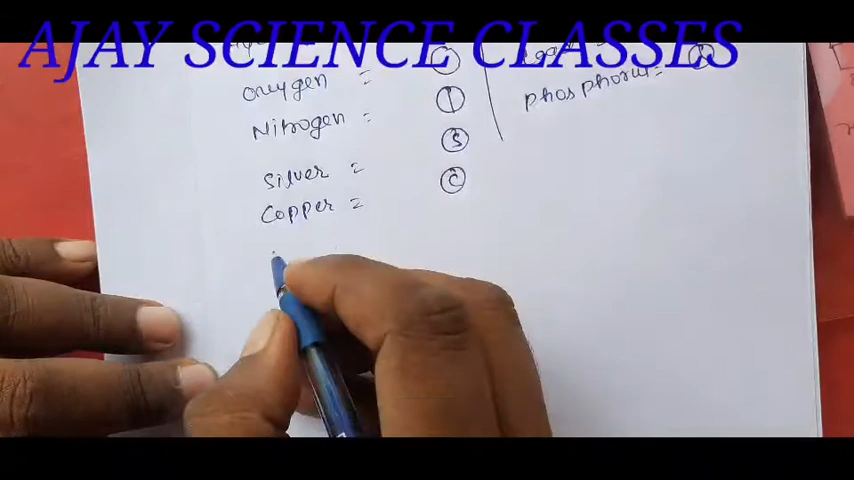 AJAY SCIENCE CLASSES
Oxygen =
Nitrogen =
Silver =
Copper =
S
C
phosphorus =